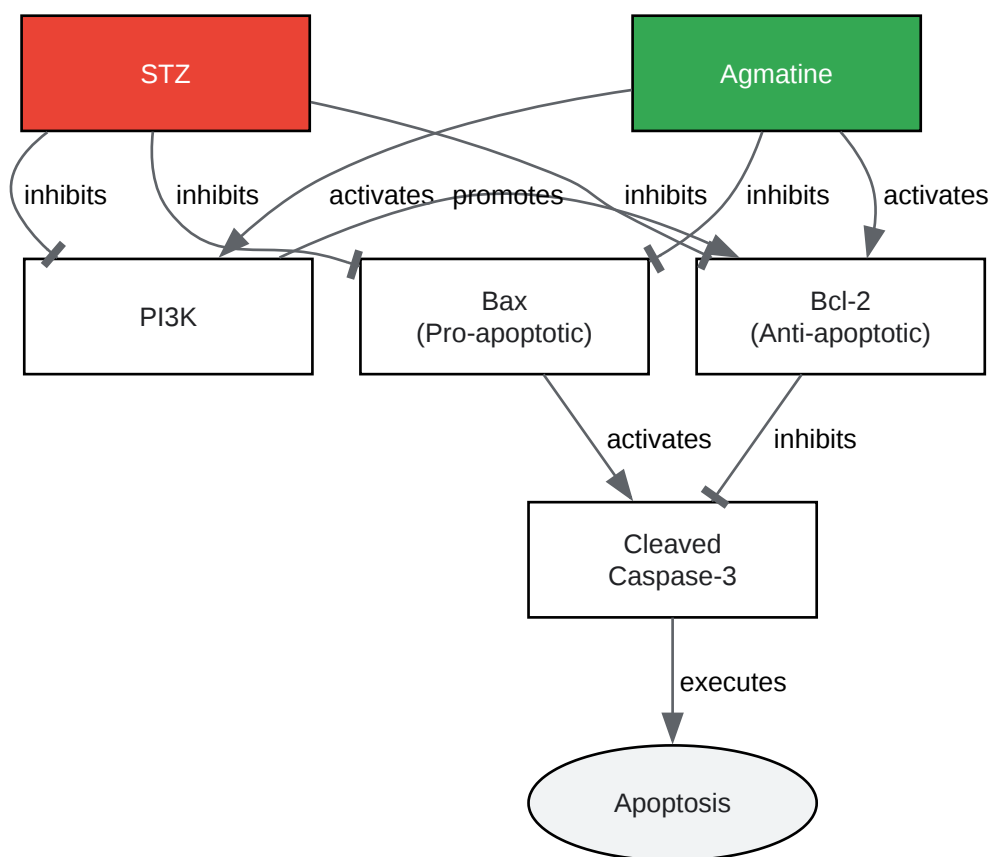 STZ
Agmatine
inhibits
inhibits
activates
promotes
inhibits
inhibits
activates
PI3K
Bax
(Pro-apoptotic)
Bcl-2
(Anti-apoptotic)
activates
inhibits
Cleaved
Caspase-3
executes
Apoptosis